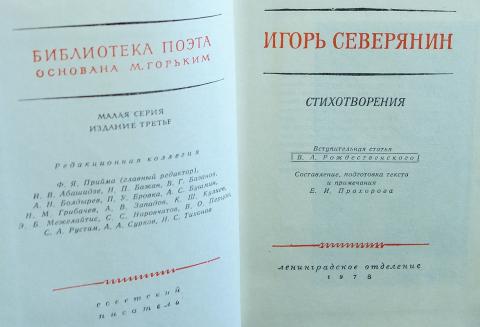 БИБЛИОТЕКА ПОЭТА
ОСНОВАНА М. ГОРЬКИМ
МАЛАЯ СЕРИЯ
ИЗДАНИЕ ТРЕТЬЕ
Редакционная коллегия
Ф. Я. Прийма (главный редактор),
И. В. Абашидзе, Н. П. Бажан, В. Г. Базанов,
А. Н. Болдырев, П. У. Бровка, А. С. Бушмин,
Н. М. Грибачев, А. В. Западов, К. Ш. Кулиев,
Э. Б. Межелайтис, С. С. Наровчатов, В. О. Перцов,
С. А. Рустам, А. А. Сурков, Н. С. Тихонов
советский
писатель
ИГОРЬ СЕВЕРЯНИН
СТИХОТВОРЕНИЯ
Вступительная статья
В. А. Рождественского
Составление, подготовка текста
и примечания
Е. И. Прохорова
ленинградское отделение
1975